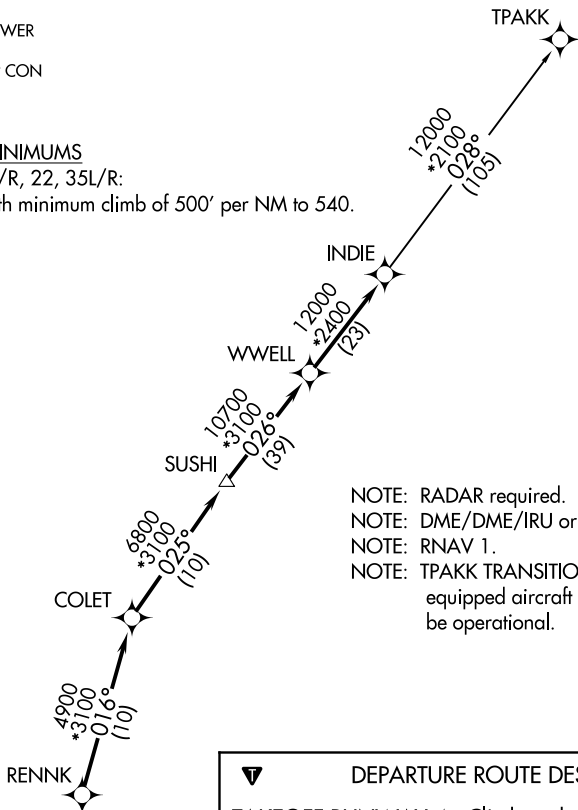 TPAKK
WER
CON
12000
*2100
028°
(105)
NIMUMS
/R, 22, 35L/R:
th minimum climb of 500' per NM to 540.
INDIE
12000
*2400
(23)
WWELL
10700
*3100
026°
(39)
SUSHI
NOTE: RADAR required.
NOTE: DME/DME/IRU or
NOTE: RNAV 1.
NOTE: TPAKK TRANSITIO
equipped aircraft
be operational.
6800
*3100
025°
(10)
COLET
4900
*3100
016°
(10)
RENNK
T
DEPARTURE ROUTE DES